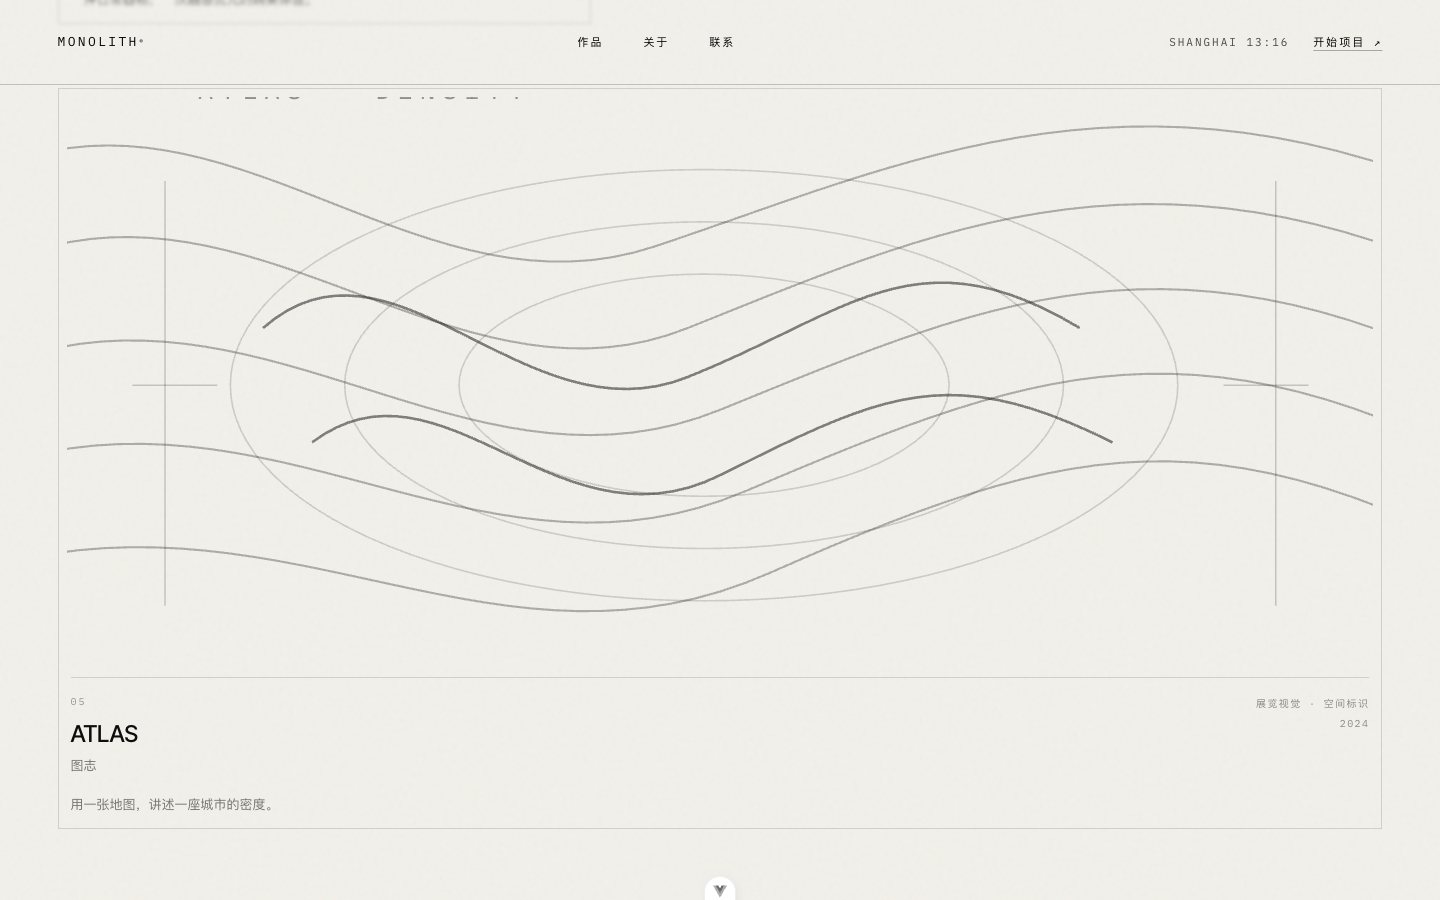 MONOLITH®
作品
关于
联系
SHANGHAI 13:16
开始项目 ↗
05
ATLAS
图志
用一张地图，讲述一座城市的密度。
展览视觉 · 空间标识
2024